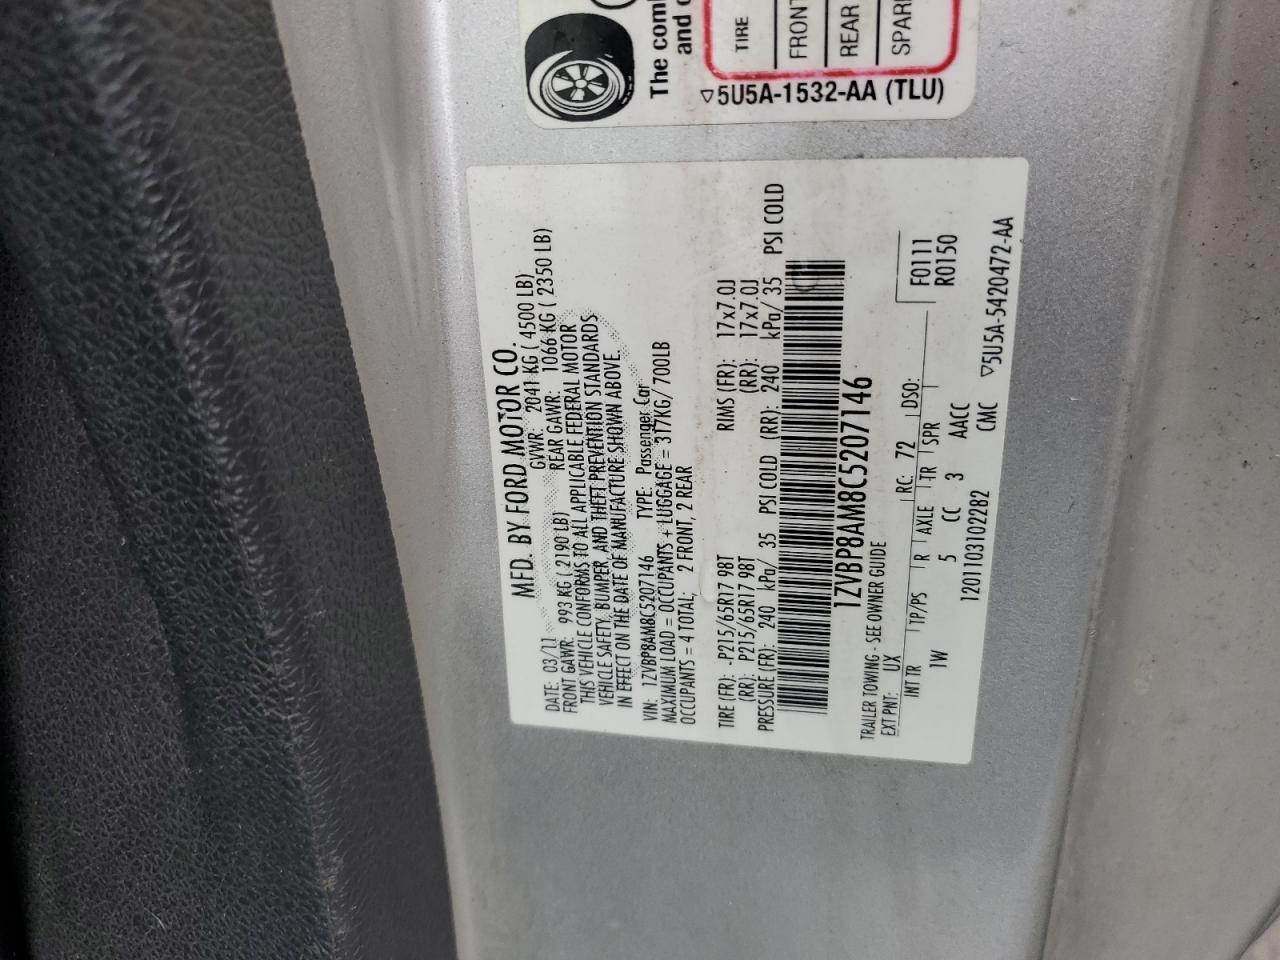 The
and
TIRE
FRONT
REAR
▽5U5A-1532-AA (TLU)
MFD. BY FORD MOTOR CO.
DATE: 03/11 GVWR: 2041 KG ( 4500 LB)
FRONT GAWR: 993 KG ( 2190 LB) REAR GAWR: 1066 KG ( 2350 LB)
THIS VEHICLE CONFORMS TO ALL APPLICABLE FEDERAL MOTOR
VEHICLE SAFETY, BUMPER, AND THEFT PREVENTION STANDARDS
IN EFFECT ON THE DATE OF MANUFACTURE SHOWN ABOVE.
VIN: 1ZVBP8AM8C5207146 TYPE: Passenger Car
MAXIMUM LOAD = OCCUPANTS + LUGGAGE = 317KG/700LB
OCCUPANTS = 4 TOTAL; 2 FRONT, 2 REAR
TIRE (FR): P215/65R17 98T RIMS (FR): 17x7.0J
(RR): P215/65R17 98T (RR): 17x7.0J
PRESSURE (FR): 240 kPa/ 35 PSI COLD (RR): 240 kPa/ 35 PSI COLD
1ZVBP8AM8C5207146
TRAILER TOWING - SEE OWNER GUIDE
EXT PNT: UX RC: 72 DSO: F0111
R0150
INT TR TP/PS R AXLE TR SPR
1W 5 CC 3 AACC
1201103102282 CMC ▽5U5A-5420472-AA